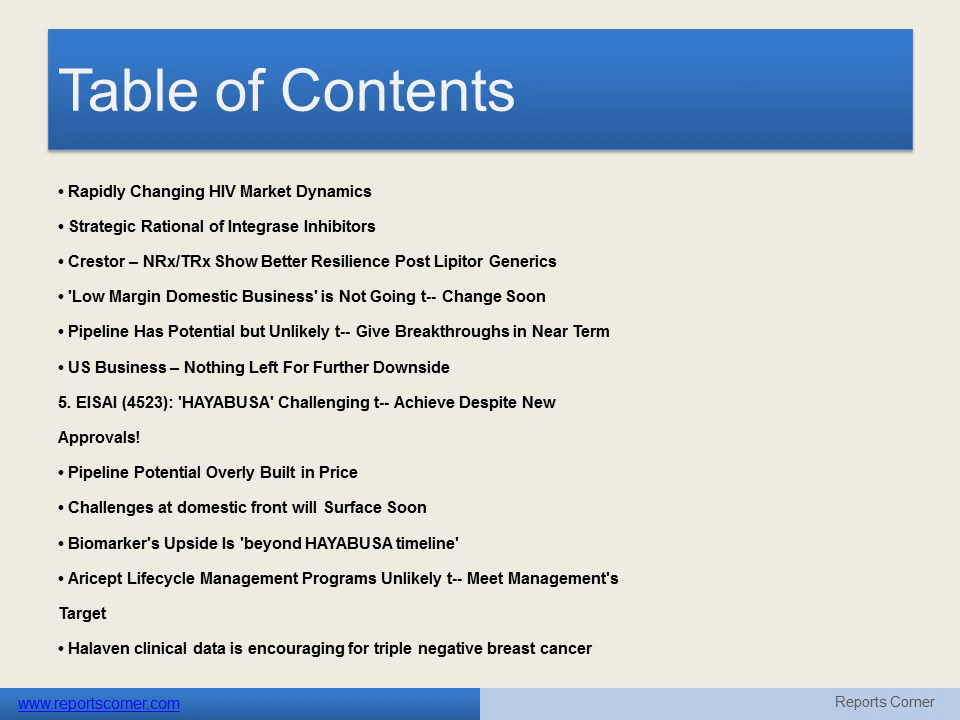 Table of Contents
• Rapidly Changing HIV Market Dynamics
• Strategic Rational of Integrase Inhibitors
• Crestor – NRx/TRx Show Better Resilience Post Lipitor Generics
• 'Low Margin Domestic Business' is Not Going t-- Change Soon
• Pipeline Has Potential but Unlikely t-- Give Breakthroughs in Near Term
• US Business – Nothing Left For Further Downside
5. EISAI (4523): 'HAYABUSA' Challenging t-- Achieve Despite New
Approvals!
• Pipeline Potential Overly Built in Price
• Challenges at domestic front will Surface Soon
• Biomarker's Upside Is 'beyond HAYABUSA timeline'
• Aricept Lifecycle Management Programs Unlikely t-- Meet Management's
Target
• Halaven clinical data is encouraging for triple negative breast cancer
www.reportscorner.com
Reports Corner